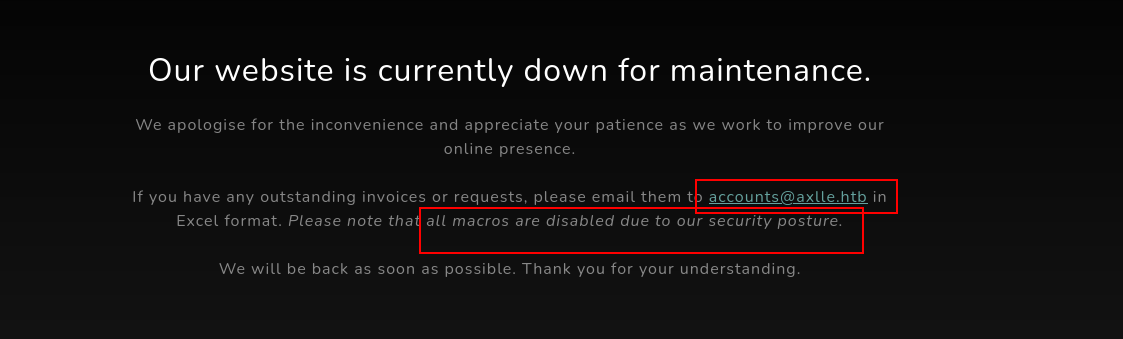 Our website is currently down for maintenance.
We apologise for the inconvenience and appreciate your patience as we work to improve our
online presence.
If you have any outstanding invoices or requests, please email them to accounts@axlle.htb in
Excel format. Please note that all macros are disabled due to our security posture.
We will be back as soon as possible. Thank you for your understanding.